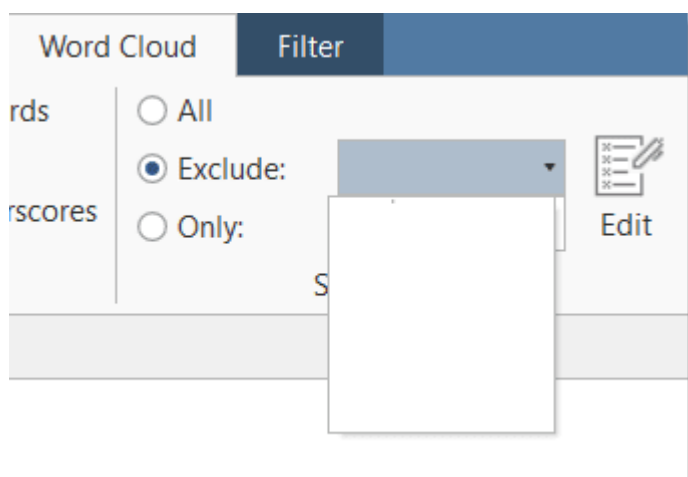 Word Cloud Filter
rds
All
Exclude:
rscores
Only:
Edit
S